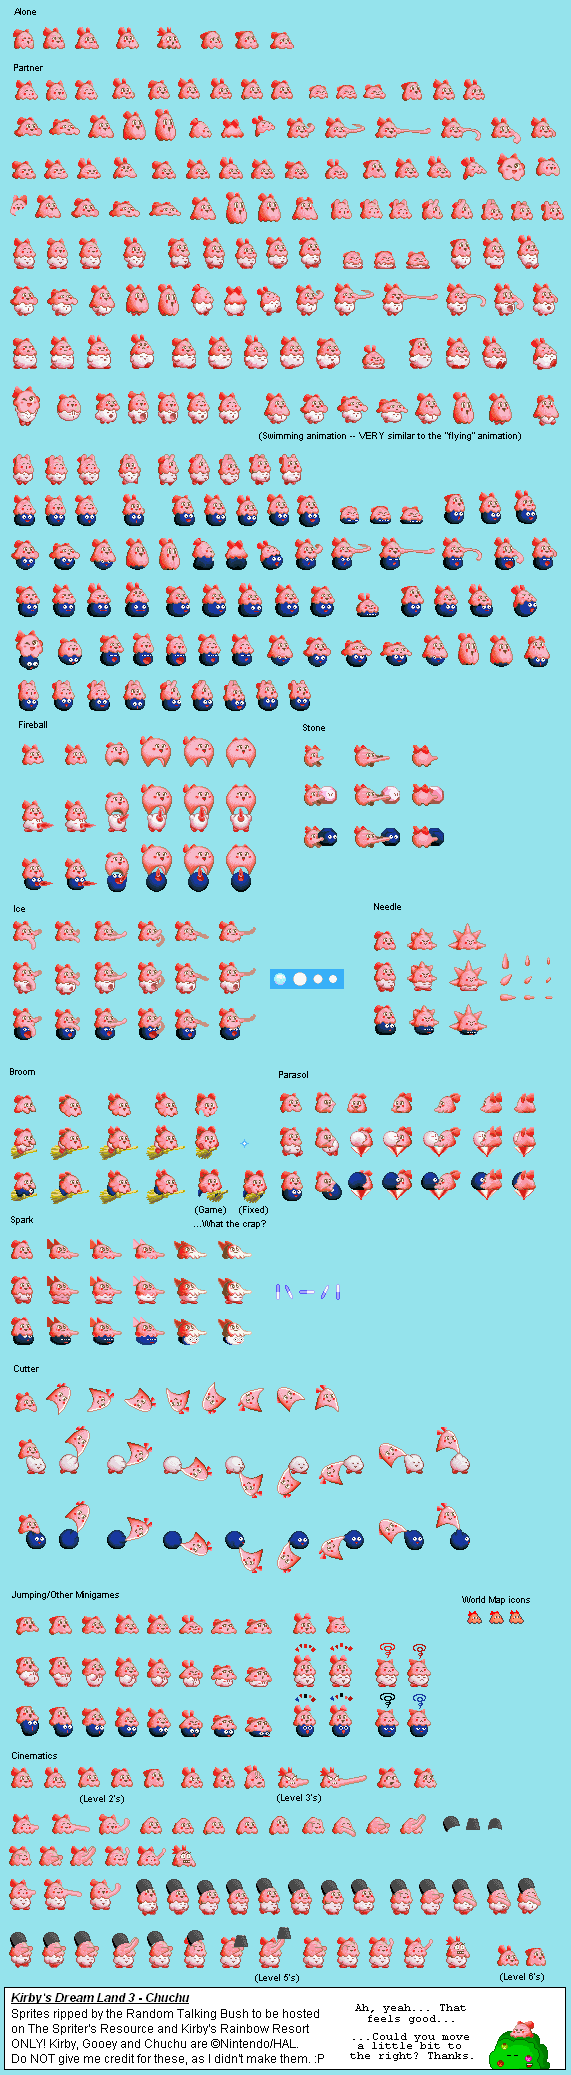 Alone
Partner
(Swimming animation -- VERY similar to the "flying" animation)
Fireball
Stone
Ice
Needle
Broom
Parasol
(Game)
(Fixed)
...What the crap?
Spark
Cutter
Jumping/Other Minigames
World Map icons
Cinematics
(Level 2's)
(Level 3's)
(Level 5's)
(Level 6's)
Kirby's Dream Land 3 - Chuchu
Sprites ripped by the Random Talking Bush to be hosted
on The Spriter's Resource and Kirby's Rainbow Resort
ONLY! Kirby, Gooey and Chuchu are ©Nintendo/HAL.
Do NOT give me credit for these, as I didn't make them. :P
Ah, yeah... That
feels good...
...Could you move
a little bit to
the right? Thanks.